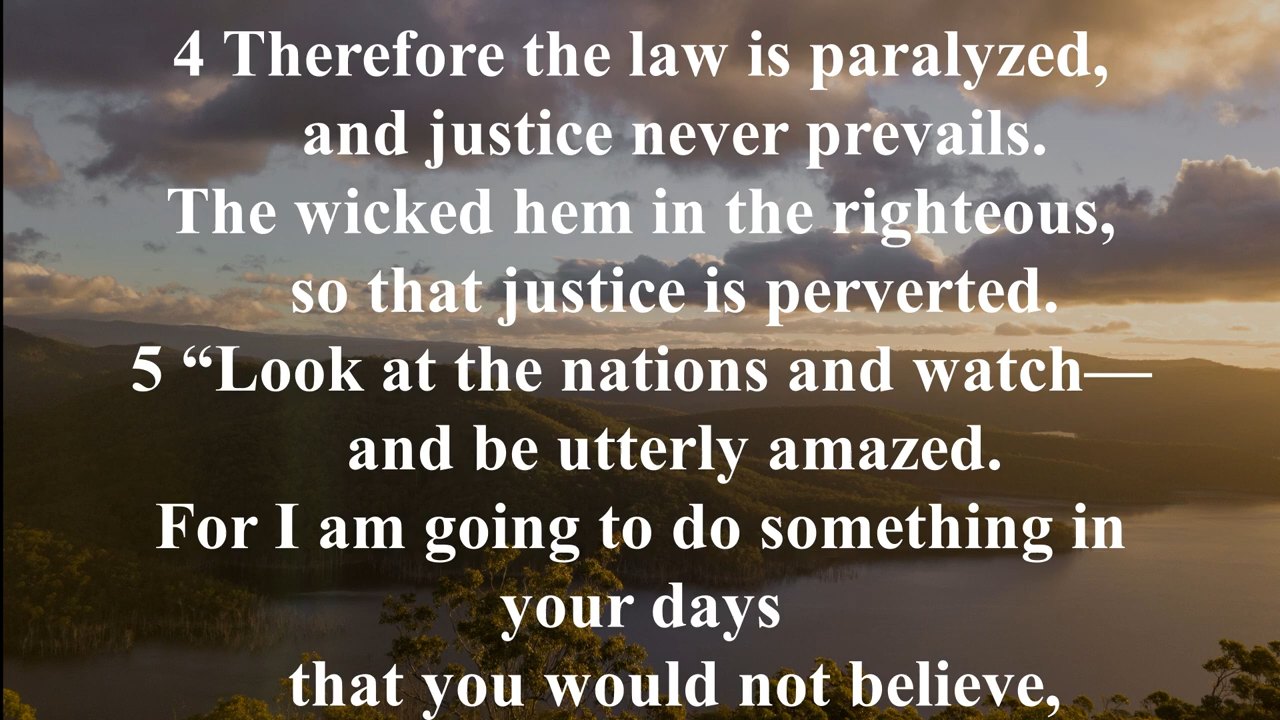 4 Therefore the law is paralyzed,
and justice never prevails.
The wicked hem in the righteous,
so that justice is perverted.
5 “Look at the nations and watch—
and be utterly amazed.
For I am going to do something in
your days
that you would not believe,